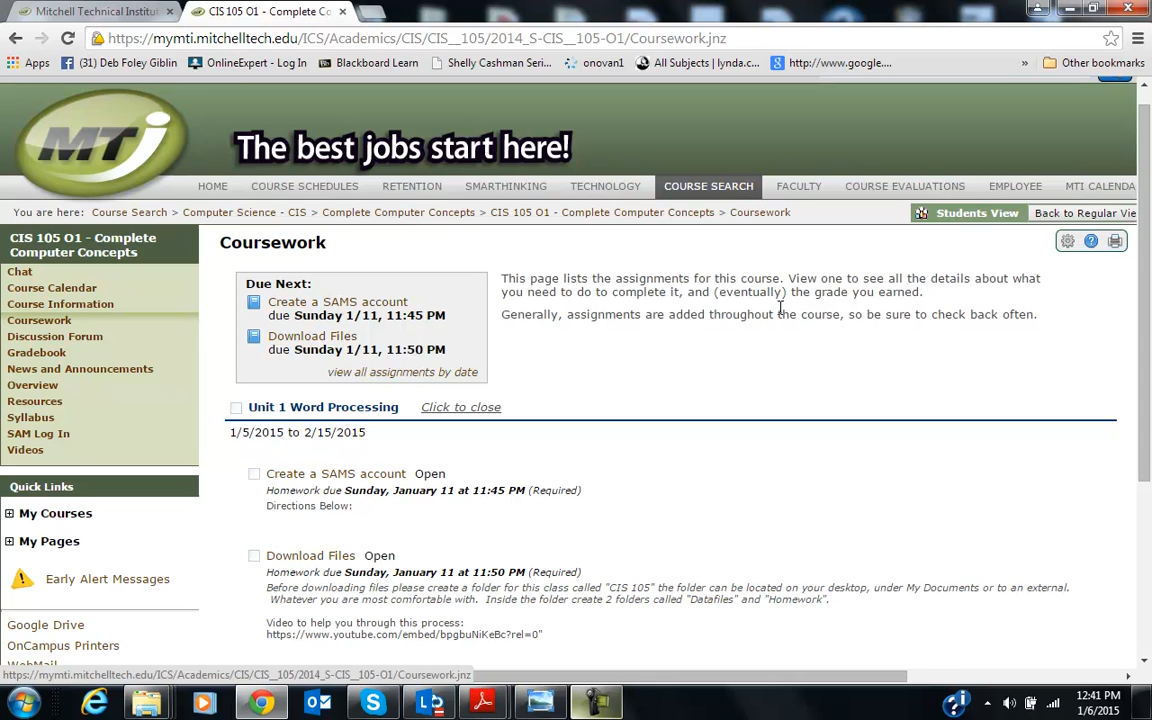 Mitchell Technical Institu
CIS 105 O1 - Complete Co
https://mymti.mitchelltech.edu/ICS/Academics/CIS/CIS__105/2014_S-CIS__105-O1/Coursework.jnz
Apps (31) Deb Foley Giblin OnlineExpert - Log In Blackboard Learn Shelly Cashman Seri... onovan1 All Subjects | lynda.c... http://www.google.... » Other bookmarks
MTI The best jobs start here!
HOME COURSE SCHEDULES RETENTION SMARTHINKING TECHNOLOGY COURSE SEARCH FACULTY COURSE EVALUATIONS EMPLOYEE MTI CALENDA
You are here: Course Search > Computer Science - CIS > Complete Computer Concepts > CIS 105 O1 - Complete Computer Concepts > Coursework
Students View Back to Regular Vie
CIS 105 O1 - Complete
Computer Concepts
Chat
Course Calendar
Course Information
Coursework
Discussion Forum
Gradebook
News and Announcements
Overview
Resources
Syllabus
SAM Log In
Videos
Quick Links
My Courses
My Pages
Early Alert Messages
Google Drive
OnCampus Printers
WebMail
Coursework
Due Next:
Create a SAMS account
due Sunday 1/11, 11:45 PM
Download Files
due Sunday 1/11, 11:50 PM
view all assignments by date
This page lists the assignments for this course. View one to see all the details about what
you need to do to complete it, and (eventually) the grade you earned.
Generally, assignments are added throughout the course, so be sure to check back often.
Unit 1 Word Processing Click to close
1/5/2015 to 2/15/2015
Create a SAMS account Open
Homework due Sunday, January 11 at 11:45 PM (Required)
Directions Below:
Download Files Open
Homework due Sunday, January 11 at 11:50 PM (Required)
Before downloading files please create a folder for this class called "CIS 105" the folder can be located on your desktop, under My Documents or to an external.
Whatever you are most comfortable with. Inside the folder create 2 folders called "Datafiles" and "Homework".
Video to help you through this process:
https://www.youtube.com/embed/bpgbuNiKeBc?rel=0"
https://mymti.mitchelltech.edu/ICS/Academics/CIS/CIS__105/2014_S-CIS__105-O1/Coursework.jnz
12:41 PM
1/6/2015